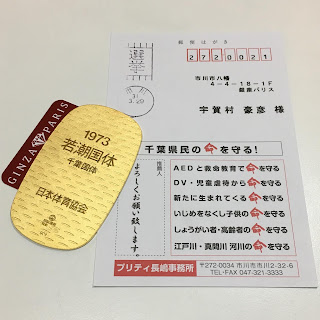 郵便はがき
2720021
選挙
31
3.29
市川市八幡
4-4-18-1F
銀座パリス
宇賀村 豪彦 様
GINZA PARIS
1973
若潮国体
千葉国体
日本体育協会
推薦人
よろしくお願い致します。
千葉県民の命を守る!
AEDと救命教育で命を守る
DV・児童虐待から命を守る
新たに生まれてくる命を守る
いじめをなくし子供の命を守る
しょうがい者・高齢者の命を守る
江戸川・真間川 河川の命を守る
プリティ長嶋事務所
〒272-0034 市川市市川2-32-6
TEL・FAX 047-321-3333